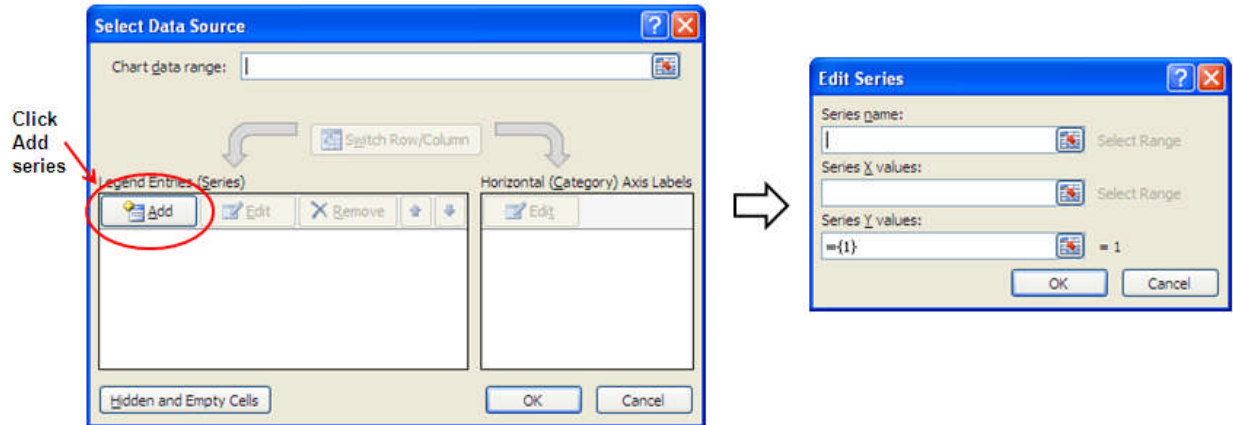 Select Data Source
Chart data range:
Switch Row/Column
Click
Add
series
Legend Entries (Series)
Horizontal (Category) Axis Labels
Add
Edit
Remove
Edit
Hidden and Empty Cells
OK
Cancel
Edit Series
Series name:
Select Range
Series X values:
Select Range
Series Y values:
={1}
= 1
OK
Cancel